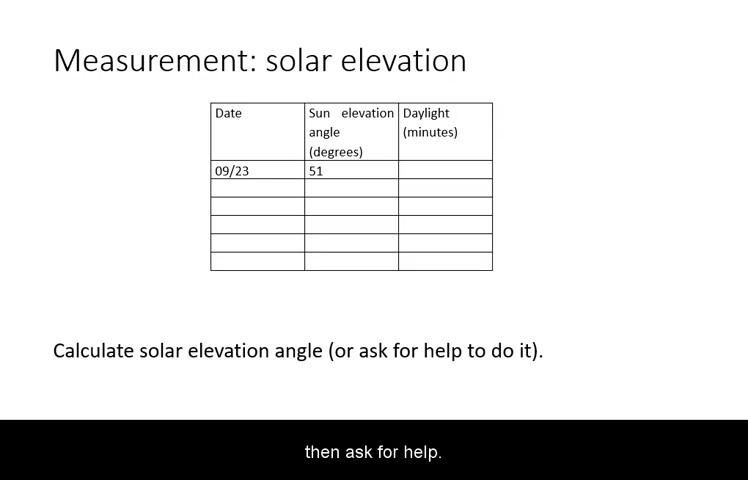 Measurement: solar elevation
Date
Sun elevation
angle
(degrees)
Daylight
(minutes)
09/23
51
Calculate solar elevation angle (or ask for help to do it).
then ask for help.